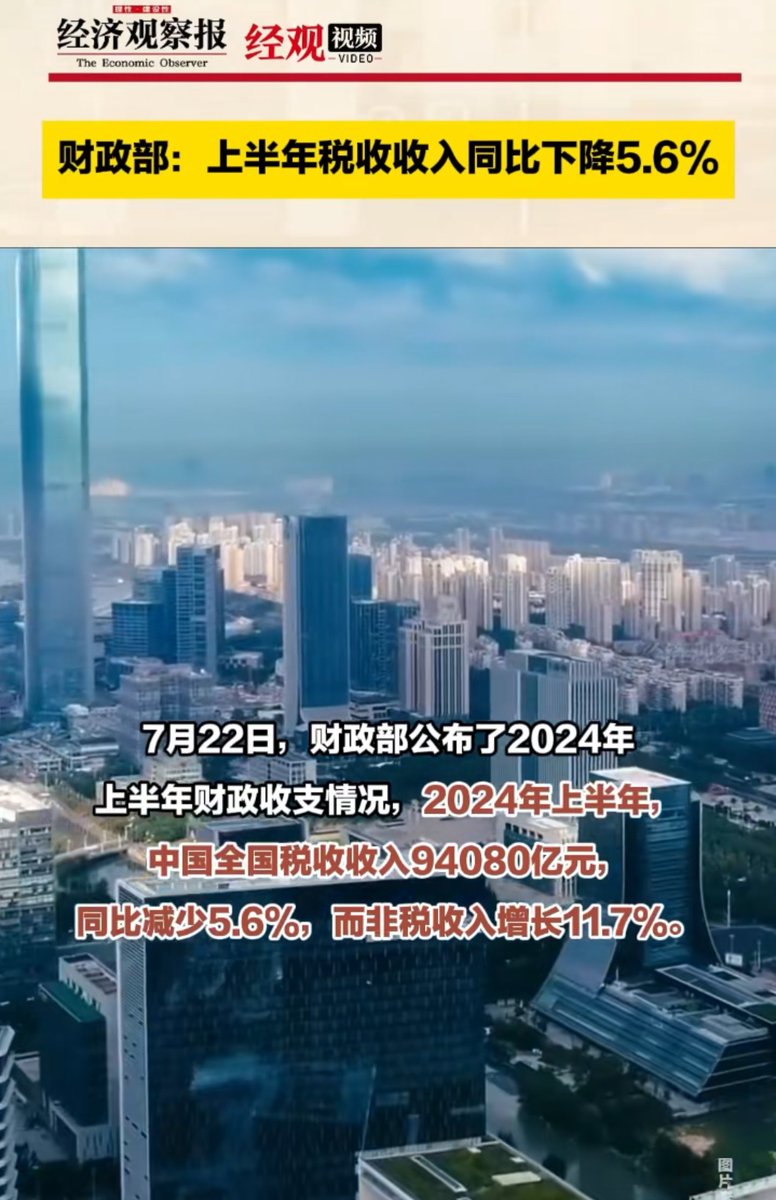 理性·建设性
经济观察报 经观 视频
The Economic Observer VIDEO
财政部：上半年税收收入同比下降5.6%
7月22日，财政部公布了2024年
上半年财政收支情况，2024年上半年，
中国全国税收收入94080亿元，
同比减少5.6%，而非税收入增长11.7%。
图片